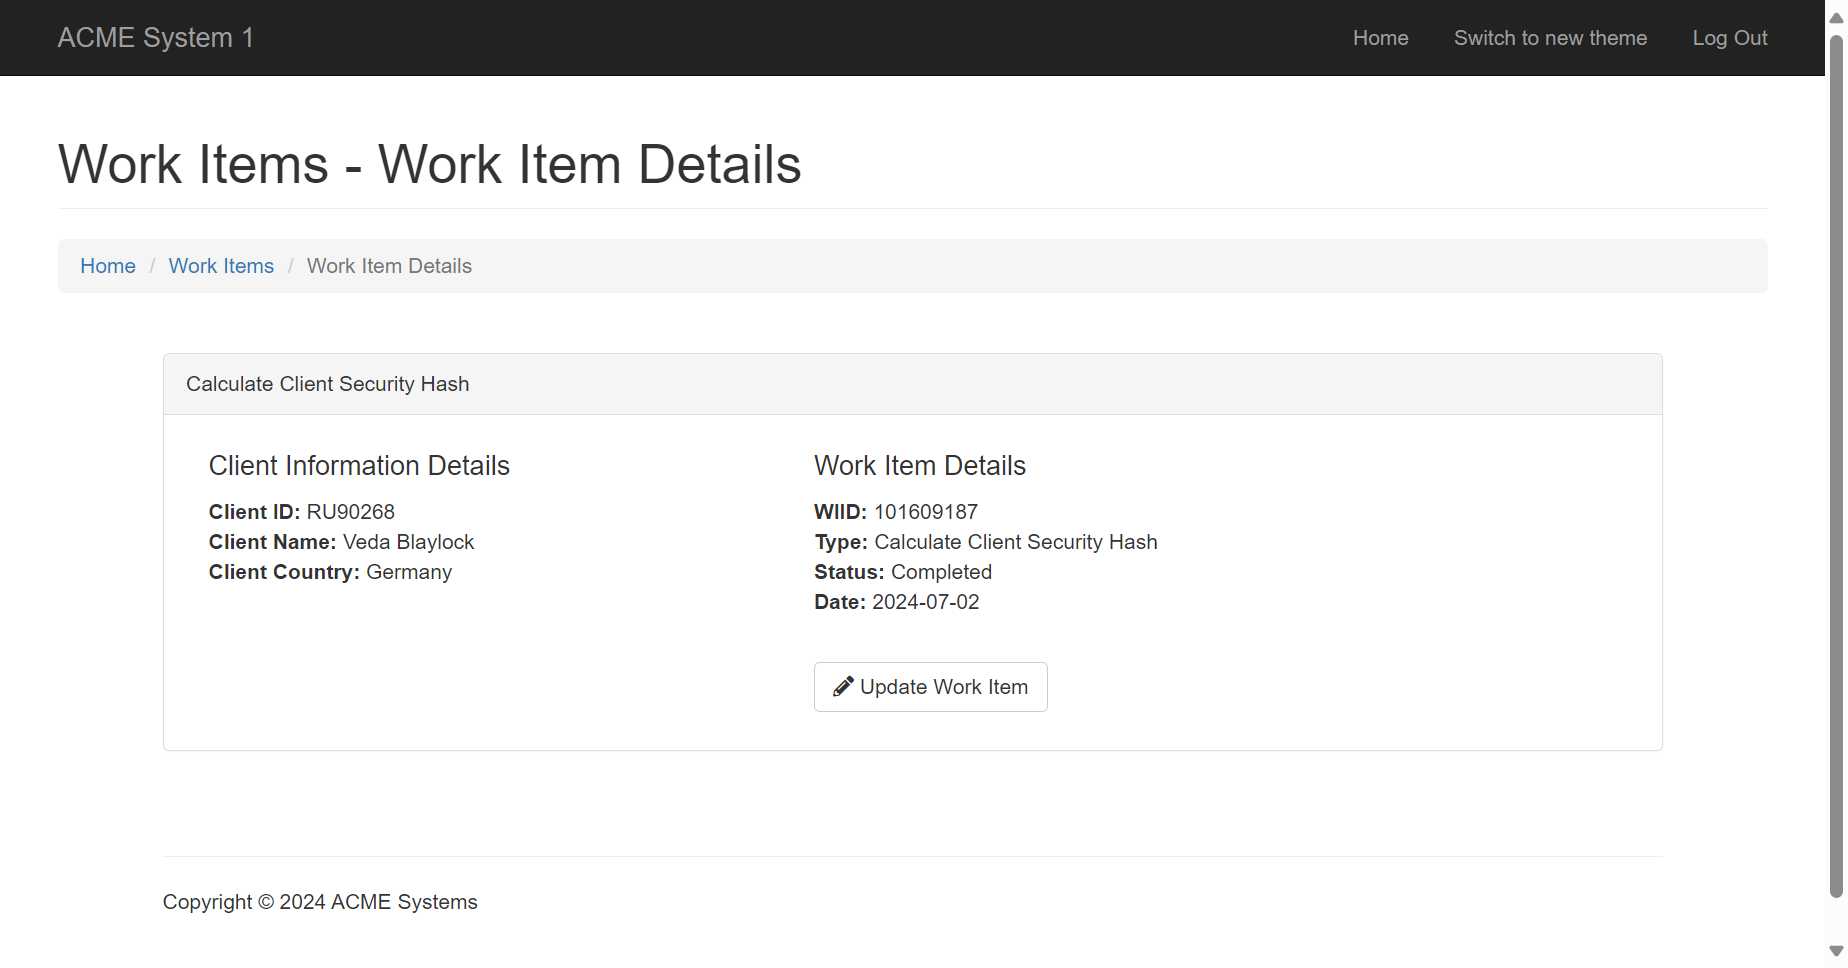 ACME System 1
Home
Switch to new theme
Log Out
Work Items - Work Item Details
Home / Work Items / Work Item Details
Calculate Client Security Hash
Client Information Details
Client ID: RU90268
Client Name: Veda Blaylock
Client Country: Germany
Work Item Details
WIID: 101609187
Type: Calculate Client Security Hash
Status: Completed
Date: 2024-07-02
Update Work Item
Copyright © 2024 ACME Systems